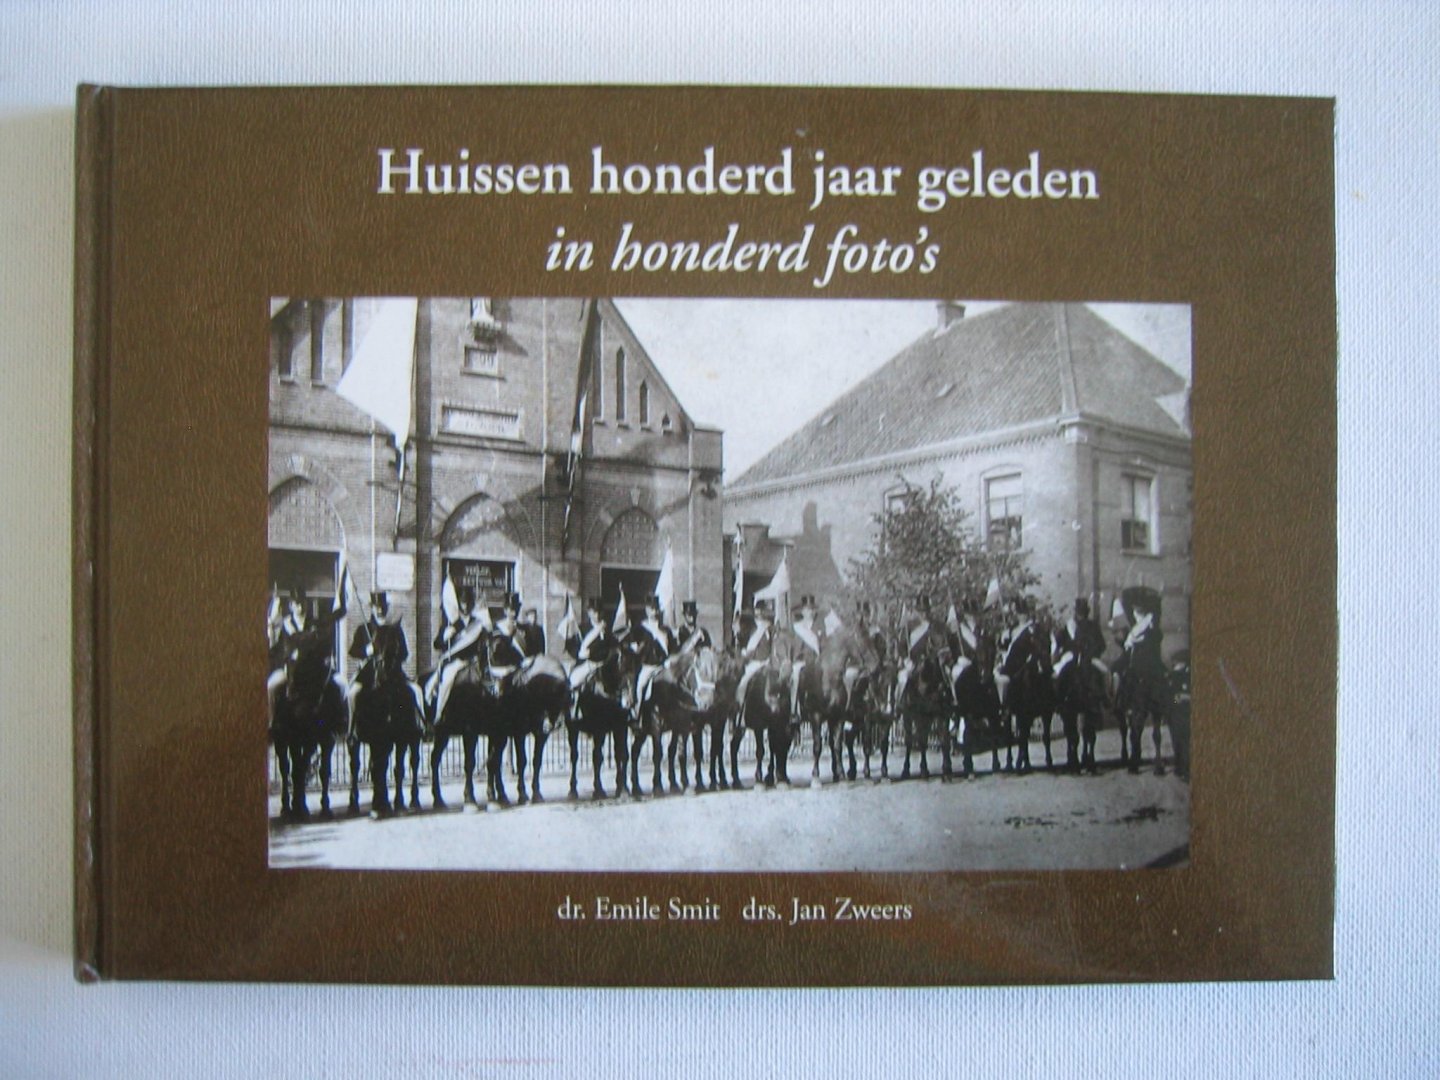 Huissen honderd jaar geleden
in honderd foto's
dr. Emile Smit drs. Jan Zweers